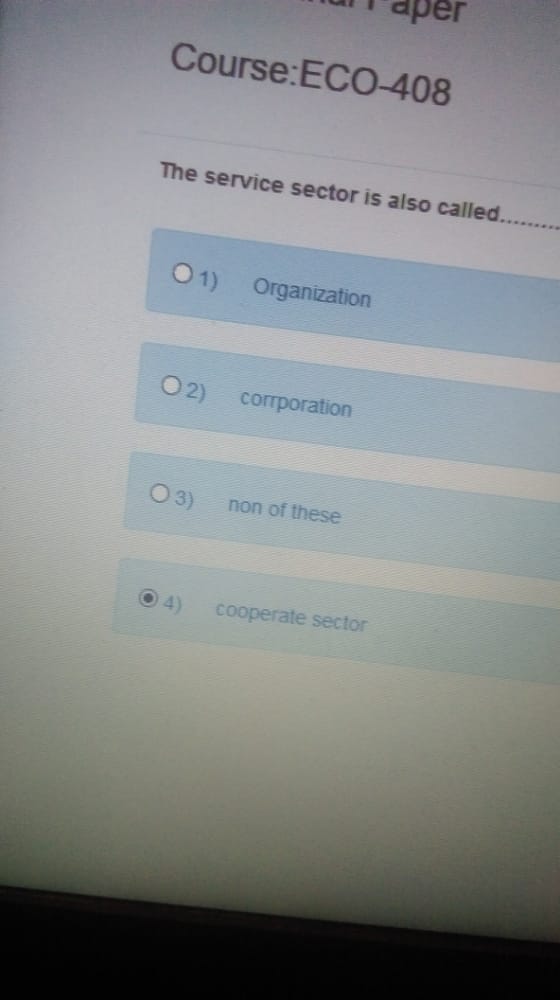 Paper
Course:ECO-408
The service sector is also called..........
1) Organization
2) corrporation
3) non of these
4) cooperate sector